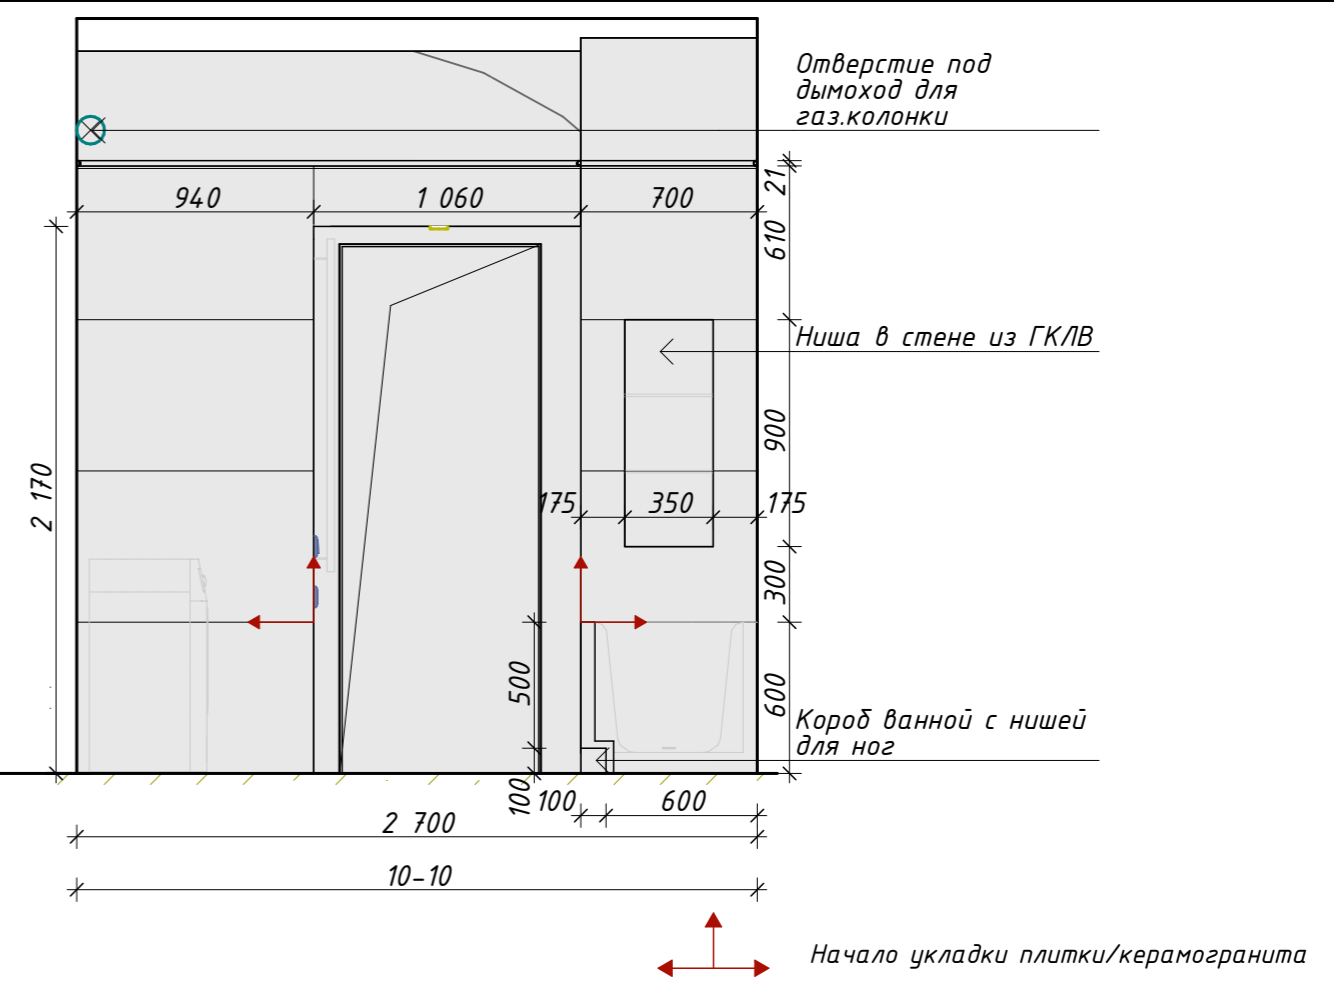 Отверстие под
дымоход для
газ.колонки
21
940
1 060
700
610
Ниша в стене из ГКЛВ
900
2 170
175
350
175
300
500
600
Короб ванной с нишей
для ног
100
100
600
2 700
10-10
Начало укладки плитки/керамогранита